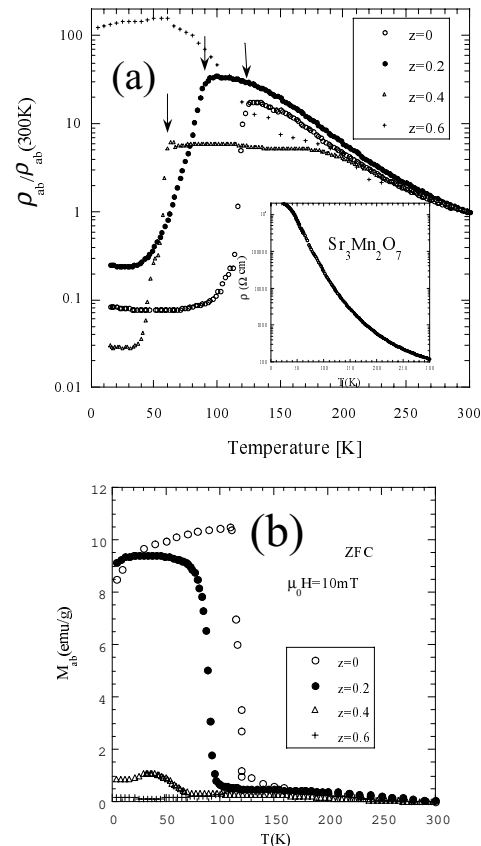 (a)
100
10
1
0.1
0.01
ρab/ρab(300K)
z=0
z=0.2
z=0.4
z=0.6
Sr3Mn2O7
ρ (Ω cm)
T(K)
0 50 100 150 200 250 300
Temperature [K]
(b)
12
10
8
6
4
2
0
Mab(emu/g)
ZFC
μ0H=10mT
z=0
z=0.2
z=0.4
z=0.6
0 50 100 150 200 250 300
T(K)